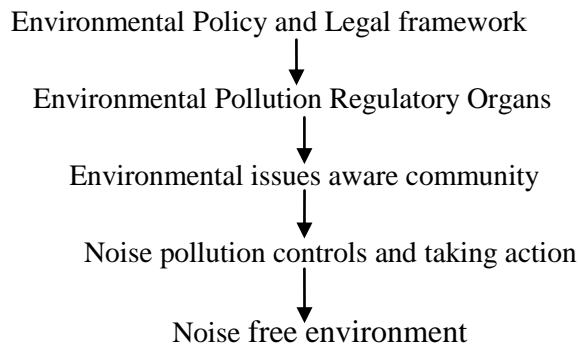 Environmental Policy and Legal framework
Environmental Pollution Regulatory Organs
Environmental issues aware community
Noise pollution controls and taking action
Noise free environment